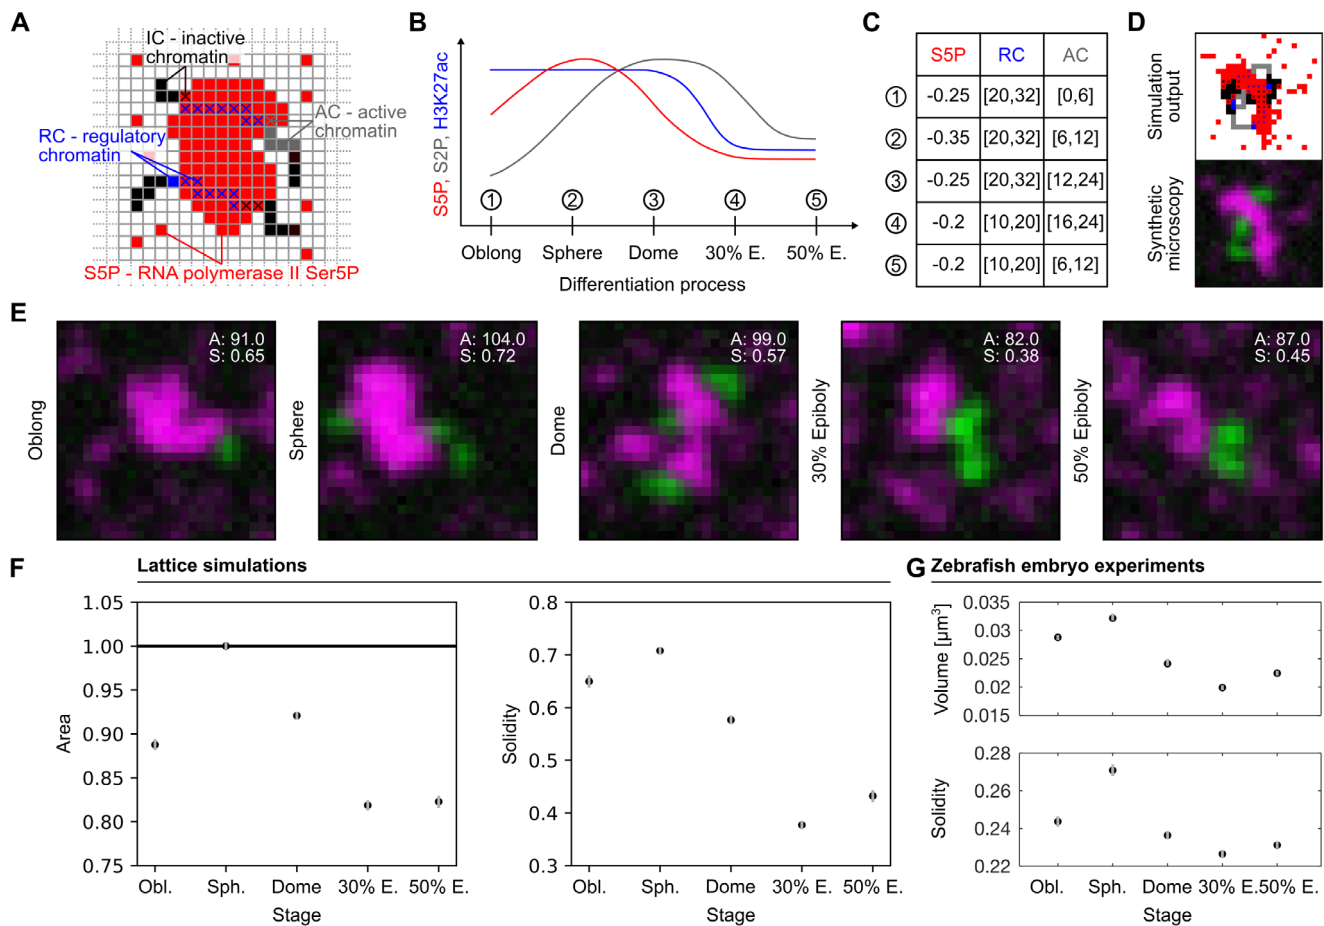 A
IC - inactive
chromatin
AC - active
chromatin
RC - regulatory
chromatin
S5P - RNA polymerase II Ser5P
B
S5P, S2P, H3K27ac
1 2 3 4 5
Oblong Sphere Dome 30% E. 50% E.
Differentiation process
C
S5P RC AC
1 -0.25 [20,32] [0,6]
2 -0.35 [20,32] [6,12]
3 -0.25 [20,32] [12,24]
4 -0.2 [10,20] [16,24]
5 -0.2 [10,20] [6,12]
D
Simulation
output
Synthetic
microscopy
E
Oblong
A: 91.0
S: 0.65
Sphere
A: 104.0
S: 0.72
Dome
A: 99.0
S: 0.57
30% Epiboly
A: 82.0
S: 0.38
50% Epiboly
A: 87.0
S: 0.45
F
Lattice simulations
Area
1.05
1.00
0.95
0.90
0.85
0.80
0.75
Obl. Sph. Dome 30% E. 50% E.
Stage
Solidity
0.8
0.7
0.6
0.5
0.4
0.3
Obl. Sph. Dome 30% E. 50% E.
Stage
G
Zebrafish embryo experiments
Volume [µm³]
0.035
0.03
0.025
0.02
0.015
Solidity
0.28
0.26
0.24
0.22
Obl. Sph. Dome 30% E. 50% E.
Stage